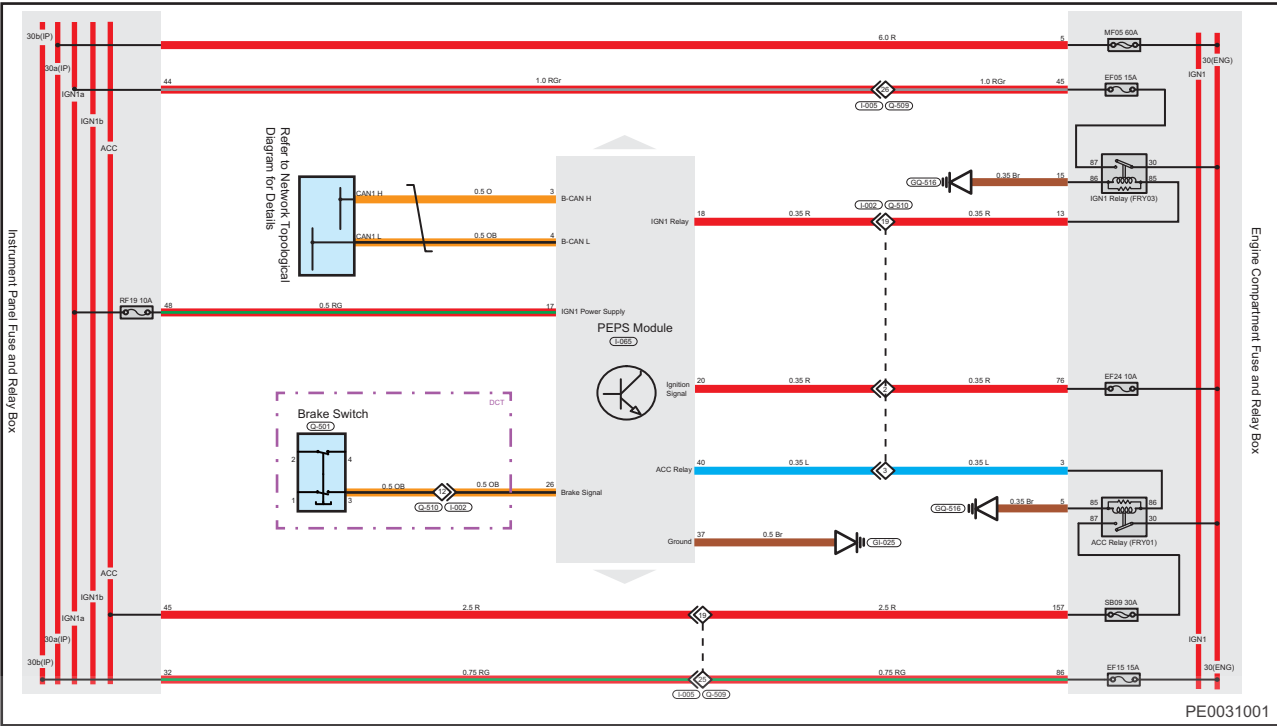 30b(IP)
6.0 R
5
MF05 60A
30(ENG)
30a(IP)
IGN1
44
1.0 RGr
26
1.0 RGr
45
EF05 15A
IGN1a
I-005
Q-509
IGN1b
ACC
Refer to Network Topological
Diagram for Details
CAN1 H
0.5 O
3
B-CAN H
CAN1 L
0.5 OB
4
B-CAN L
GQ-516
0.35 Br
15
87
30
86
85
IGN1 Relay (FRY03)
I-002
Q-510
IGN1 Relay
18
0.35 R
19
0.35 R
13
Instrument Panel Fuse and Relay Box
Engine Compartment Fuse and Relay Box
RF19 10A
48
0.5 RG
17
IGN1 Power Supply
PEPS Module
I-065
Ignition
Signal
20
0.35 R
2
0.35 R
76
EF24 10A
DCT
Brake Switch
Q-501
2
4
1
3
0.5 OB
12
0.5 OB
26
Brake Signal
Q-510
I-002
ACC Relay
40
0.35 L
3
0.35 L
3
GQ-516
0.35 Br
5
85
86
87
30
ACC Relay (FRY01)
Ground
37
0.5 Br
GI-025
ACC
IGN1b
45
2.5 R
19
2.5 R
157
SB09 30A
IGN1a
30a(IP)
IGN1
30b(IP)
32
0.75 RG
25
0.75 RG
86
EF15 15A
30(ENG)
I-005
Q-509
PE0031001